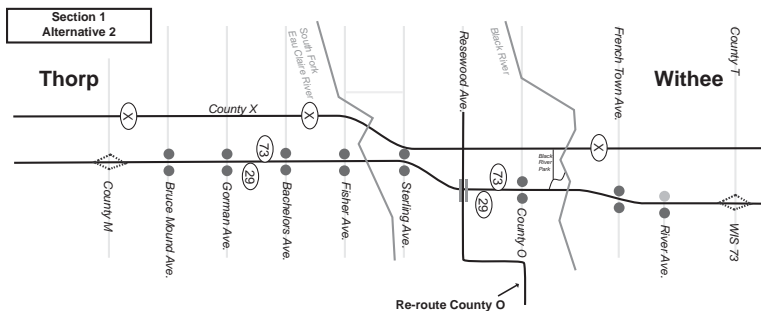 Section 1
Alternative 2
Thorp
Withee
South Fork
Eau Claire River
Resewood Ave.
Black River
French Town Ave.
County T
County X
X
X
X
73
29
73
29
Black
River
Park
County M
Bruce Mound Ave.
Gorman Ave.
Bachelors Ave.
Fisher Ave.
Sterling Ave.
County O
River Ave.
WIS 73
Re-route County O